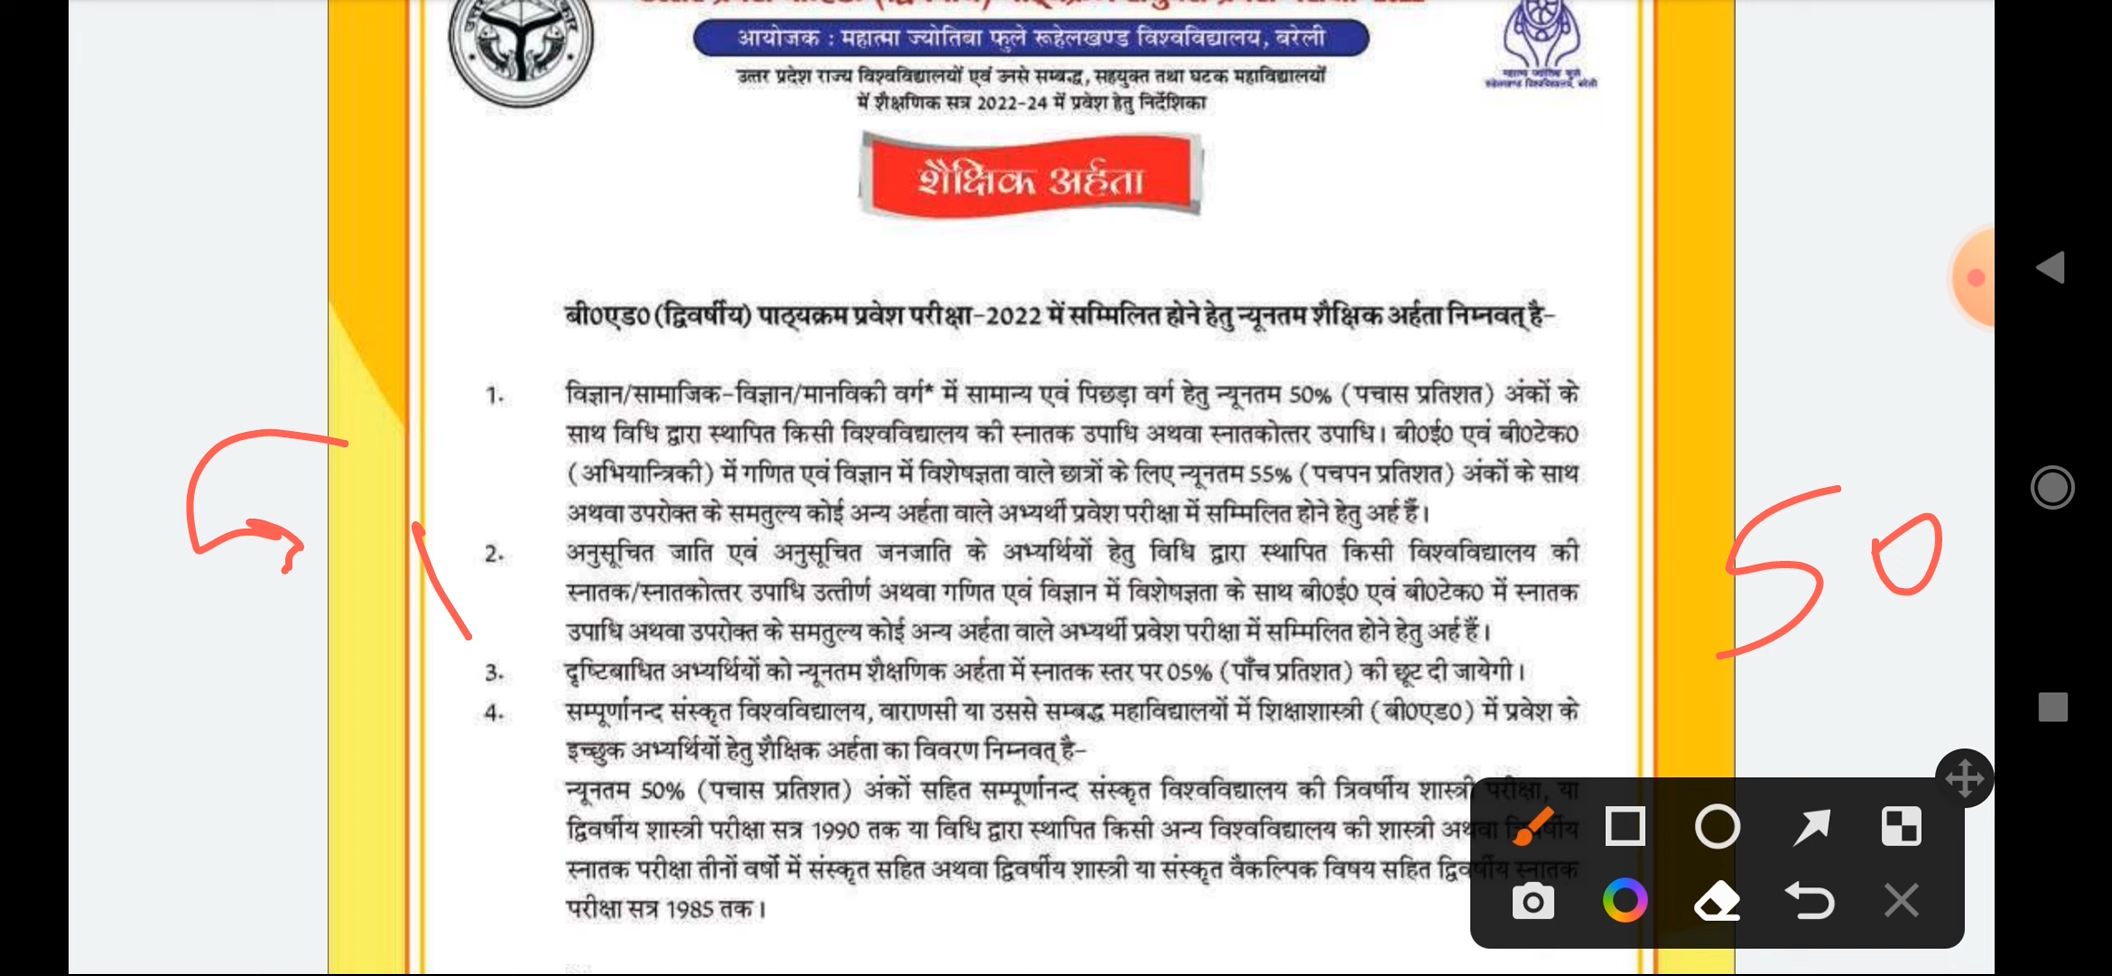 आयोजक : महात्मा ज्योतिबा फुले रूहेलखण्ड विश्वविद्यालय, बरेली
उत्तर प्रदेश राज्य विश्वविद्यालयों एवं उनसे सम्बद्ध, सहयुक्त तथा घटक महाविद्यालयों
में शैक्षणिक सत्र 2022-24 में प्रवेश हेतु निर्देशिका
शैक्षिक अर्हता
बी0एड0 (द्विवर्षीय) पाठ्यक्रम प्रवेश परीक्षा-2022 में सम्मिलित होने हेतु न्यूनतम शैक्षिक अर्हता निम्नवत् है-
1. विज्ञान/सामाजिक-विज्ञान/मानविकी वर्ग* में सामान्य एवं पिछड़ा वर्ग हेतु न्यूनतम 50% (पचास प्रतिशत) अंकों के
साथ विधि द्वारा स्थापित किसी विश्वविद्यालय की स्नातक उपाधि अथवा स्नातकोत्तर उपाधि। बी0ई0 एवं बी0टेक0
(अभियान्त्रिकी) में गणित एवं विज्ञान में विशेषज्ञता वाले छात्रों के लिए न्यूनतम 55% (पचपन प्रतिशत) अंकों के साथ
अथवा उपरोक्त के समतुल्य कोई अन्य अर्हता वाले अभ्यर्थी प्रवेश परीक्षा में सम्मिलित होने हेतु अर्ह हैं।
2. अनुसूचित जाति एवं अनुसूचित जनजाति के अभ्यर्थियों हेतु विधि द्वारा स्थापित किसी विश्वविद्यालय की
स्नातक/स्नातकोत्तर उपाधि उत्तीर्ण अथवा गणित एवं विज्ञान में विशेषज्ञता के साथ बी0ई0 एवं बी0टेक0 में स्नातक
उपाधि अथवा उपरोक्त के समतुल्य कोई अन्य अर्हता वाले अभ्यर्थी प्रवेश परीक्षा में सम्मिलित होने हेतु अर्ह हैं।
50
3. दृष्टिबाधित अभ्यर्थियों को न्यूनतम शैक्षणिक अर्हता में स्नातक स्तर पर 05% (पाँच प्रतिशत) की छूट दी जायेगी।
4. सम्पूर्णानन्द संस्कृत विश्वविद्यालय, वाराणसी या उससे सम्बद्ध महाविद्यालयों में शिक्षाशास्त्री (बी0एड0) में प्रवेश के
इच्छुक अभ्यर्थियों हेतु शैक्षिक अर्हता का विवरण निम्नवत् है-
न्यूनतम 50% (पचास प्रतिशत) अंकों सहित सम्पूर्णानन्द संस्कृत विश्वविद्यालय की त्रिवर्षीय शास्त्री परीक्षा, या
द्विवर्षीय शास्त्री परीक्षा सत्र 1990 तक या विधि द्वारा स्थापित किसी अन्य विश्वविद्यालय की शास्त्री अथवा
स्नातक परीक्षा तीनों वर्षों में संस्कृत सहित अथवा द्विवर्षीय शास्त्री या संस्कृत वैकल्पिक विषय सहित द्विवर्षीय स्नातक
परीक्षा सत्र 1985 तक।